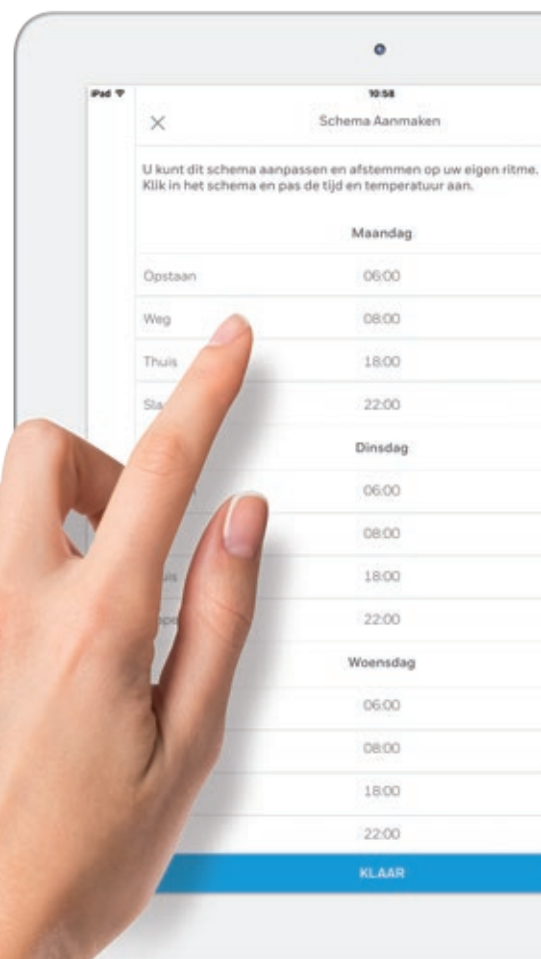 iPad
10:58
Schema Aanmaken
U kunt dit schema aanpassen en afstemmen op uw eigen ritme.
Klik in het schema en pas de tijd en temperatuur aan.
Maandag
Opstaan 06:00
Weg 08:00
Thuis 18:00
22:00
Dinsdag
06:00
08:00
18:00
22:00
Woensdag
06:00
08:00
18:00
22:00
KLAAR